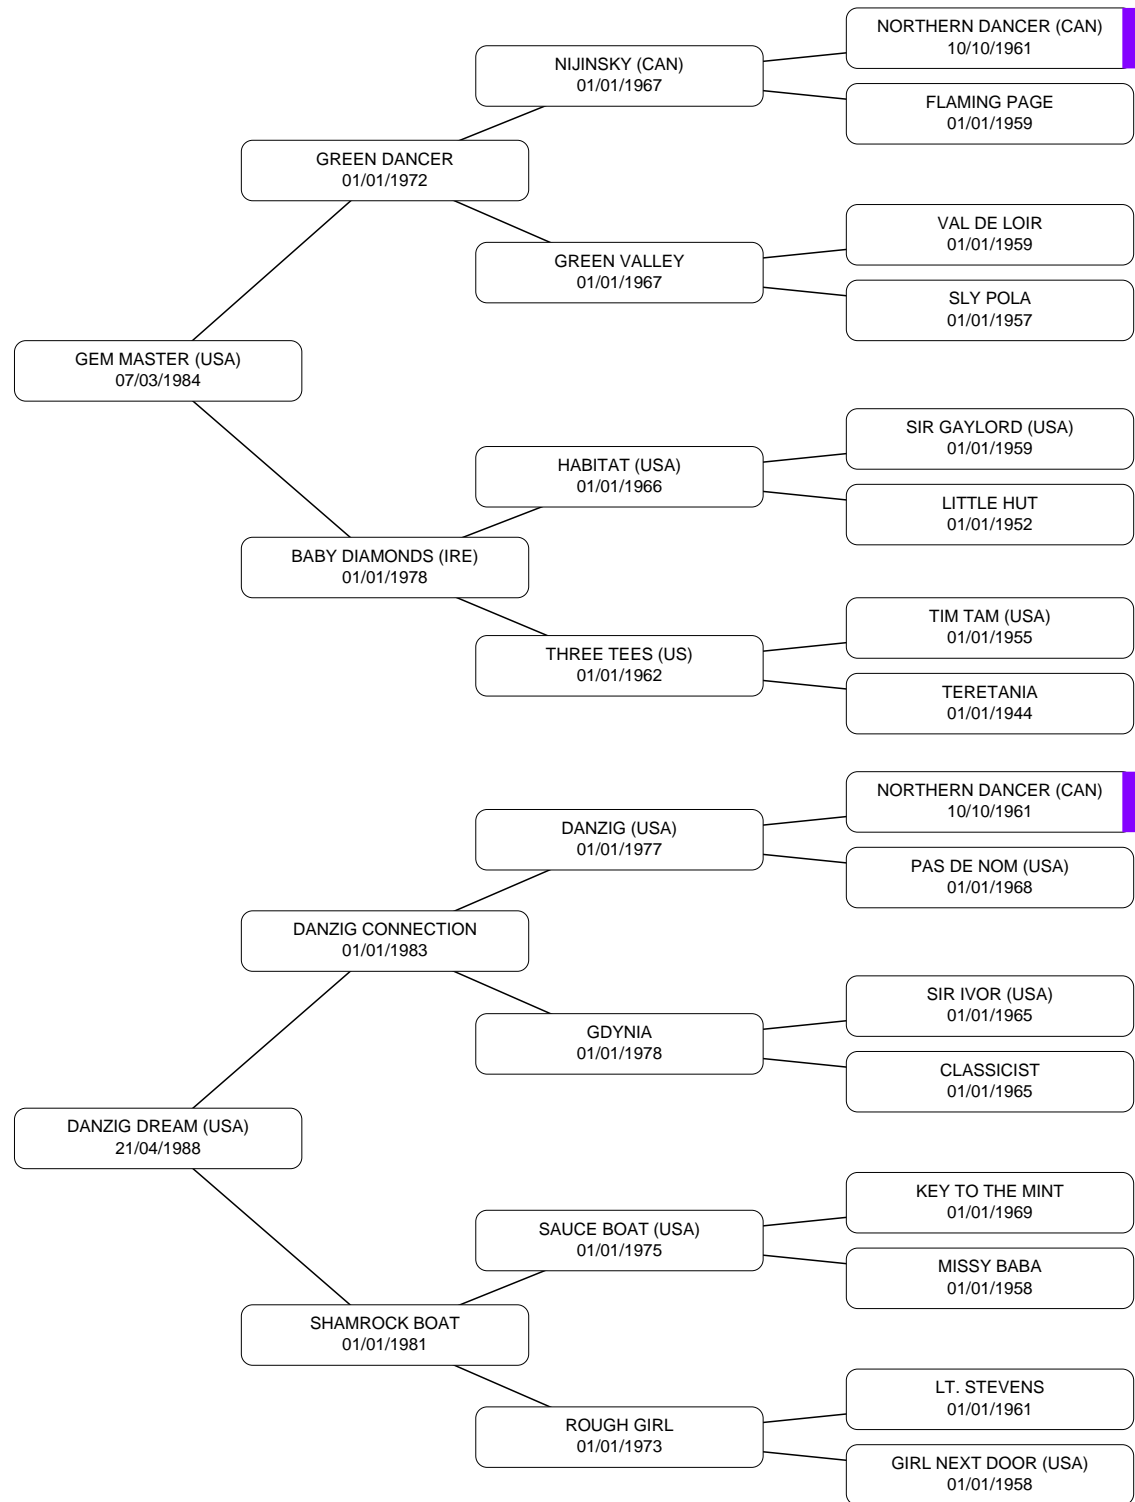 NORTHERN DANCER (CAN)
10/10/1961
NIJINSKY (CAN)
01/01/1967
FLAMING PAGE
01/01/1959
GREEN DANCER
01/01/1972
VAL DE LOIR
01/01/1959
GREEN VALLEY
01/01/1967
SLY POLA
01/01/1957
GEM MASTER (USA)
07/03/1984
SIR GAYLORD (USA)
01/01/1959
HABITAT (USA)
01/01/1966
LITTLE HUT
01/01/1952
BABY DIAMONDS (IRE)
01/01/1978
TIM TAM (USA)
01/01/1955
THREE TEES (US)
01/01/1962
TERETANIA
01/01/1944
NORTHERN DANCER (CAN)
10/10/1961
DANZIG (USA)
01/01/1977
PAS DE NOM (USA)
01/01/1968
DANZIG CONNECTION
01/01/1983
SIR IVOR (USA)
01/01/1965
GDYNIA
01/01/1978
CLASSICIST
01/01/1965
DANZIG DREAM (USA)
21/04/1988
KEY TO THE MINT
01/01/1969
SAUCE BOAT (USA)
01/01/1975
MISSY BABA
01/01/1958
SHAMROCK BOAT
01/01/1981
LT. STEVENS
01/01/1961
ROUGH GIRL
01/01/1973
GIRL NEXT DOOR (USA)
01/01/1958